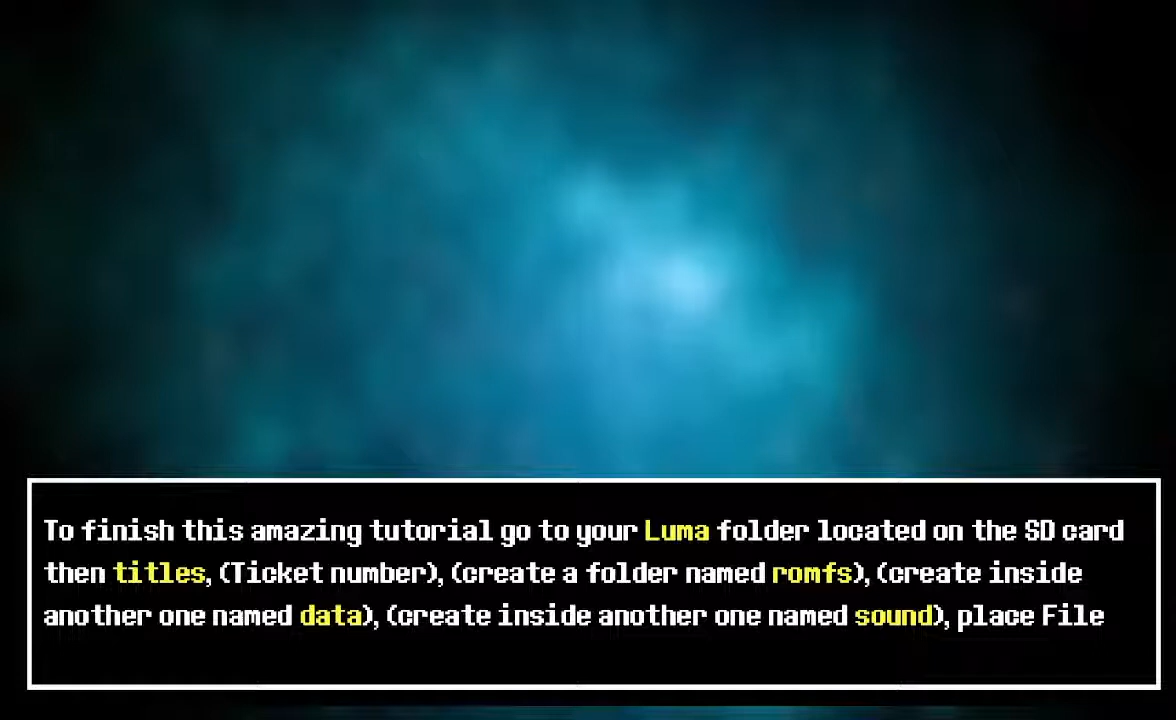 To finish this amazing tutorial go to your Luma folder located on the SD card
then titles, (Ticket number), (create a folder named romfs), (create inside
another one named data), (create inside another one named sound), place File